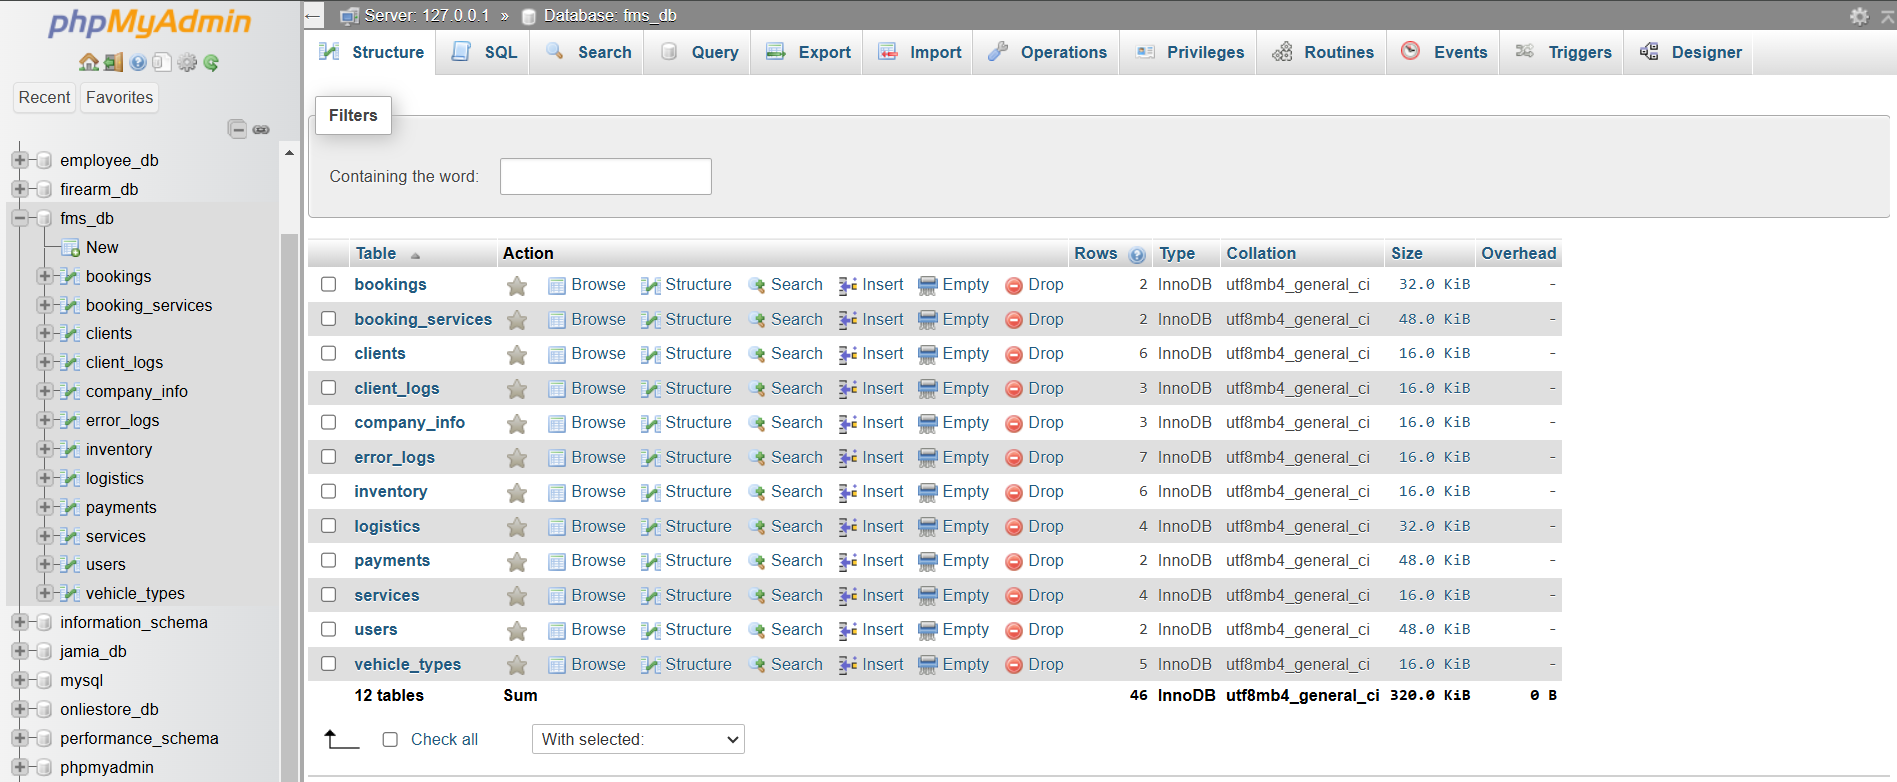 phpMyAdmin
Recent Favorites
employee_db
firearm_db
fms_db
New
bookings
booking_services
clients
client_logs
company_info
error_logs
inventory
logistics
payments
services
users
vehicle_types
information_schema
jamia_db
mysql
onliestore_db
performance_schema
phpmyadmin
Server: 127.0.0.1 » Database: fms_db
Structure SQL Search Query Export Import Operations Privileges Routines Events Triggers Designer
Filters
Containing the word:
Table Action Rows Type Collation Size Overhead
bookings Browse Structure Search Insert Empty Drop 2 InnoDB utf8mb4_general_ci 32.0 KiB -
booking_services Browse Structure Search Insert Empty Drop 2 InnoDB utf8mb4_general_ci 48.0 KiB -
clients Browse Structure Search Insert Empty Drop 6 InnoDB utf8mb4_general_ci 16.0 KiB -
client_logs Browse Structure Search Insert Empty Drop 3 InnoDB utf8mb4_general_ci 16.0 KiB -
company_info Browse Structure Search Insert Empty Drop 3 InnoDB utf8mb4_general_ci 16.0 KiB -
error_logs Browse Structure Search Insert Empty Drop 7 InnoDB utf8mb4_general_ci 16.0 KiB -
inventory Browse Structure Search Insert Empty Drop 6 InnoDB utf8mb4_general_ci 16.0 KiB -
logistics Browse Structure Search Insert Empty Drop 4 InnoDB utf8mb4_general_ci 32.0 KiB -
payments Browse Structure Search Insert Empty Drop 2 InnoDB utf8mb4_general_ci 48.0 KiB -
services Browse Structure Search Insert Empty Drop 4 InnoDB utf8mb4_general_ci 16.0 KiB -
users Browse Structure Search Insert Empty Drop 2 InnoDB utf8mb4_general_ci 48.0 KiB -
vehicle_types Browse Structure Search Insert Empty Drop 5 InnoDB utf8mb4_general_ci 16.0 KiB -
12 tables Sum 46 InnoDB utf8mb4_general_ci 320.0 KiB 0 B
Check all With selected: